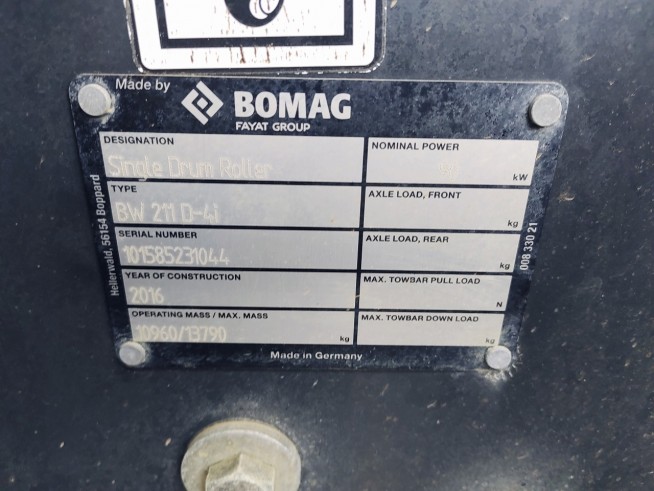 Made by
BOMAG
FAYAT GROUP
DESIGNATION
Single Drum Roller
NOMINAL POWER
kW
TYPE
BW 211 D-4i
AXLE LOAD, FRONT
kg
SERIAL NUMBER
101585231044
AXLE LOAD, REAR
kg
YEAR OF CONSTRUCTION
2016
MAX. TOWBAR PULL LOAD
N
OPERATING MASS / MAX. MASS
10960/13790
kg
MAX. TOWBAR DOWN LOAD
kg
Made in Germany
Hellerwald, 56154 Boppard
008 330 21